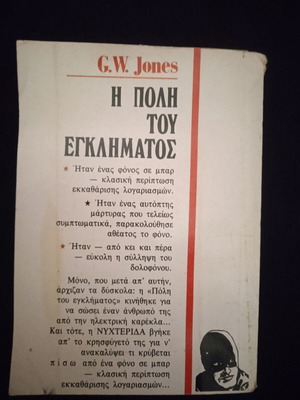 G.W. Jones
Η ΠΟΛΗ
ΤΟΥ
ΕΓΚΛΗΜΑΤΟΣ
★ Ήταν ένας φόνος σε μπαρ
— κλασική περίπτωση
εκκαθάρισης λογαριασμών.
★ Ήταν ένας αυτόπτης
μάρτυρας που τελείως
συμπτωματικά, παρακολούθησε
αθέατος το φόνο.
★ Ήταν — από κει και πέρα
— εύκολη η σύλληψη του
δολοφόνου.
Μόνο, που μετά απ' αυτήν,
άρχιζαν τα δύσκολα: η «Πόλη
του εγκλήματος» κινήθηκε για
να σώσει έναν άνθρωπό της
από την ηλεκτρική καρέκλα...
Και τότε, η ΝΥΧΤΕΡΙΔΑ βγήκε
απ' το κρησφύγετό της για ν'
ανακαλύψει τι κρύβεται
πίσω από ένα φόνο σε μπαρ
— κλασική περίπτωση
εκκαθάρισης λογαριασμών...